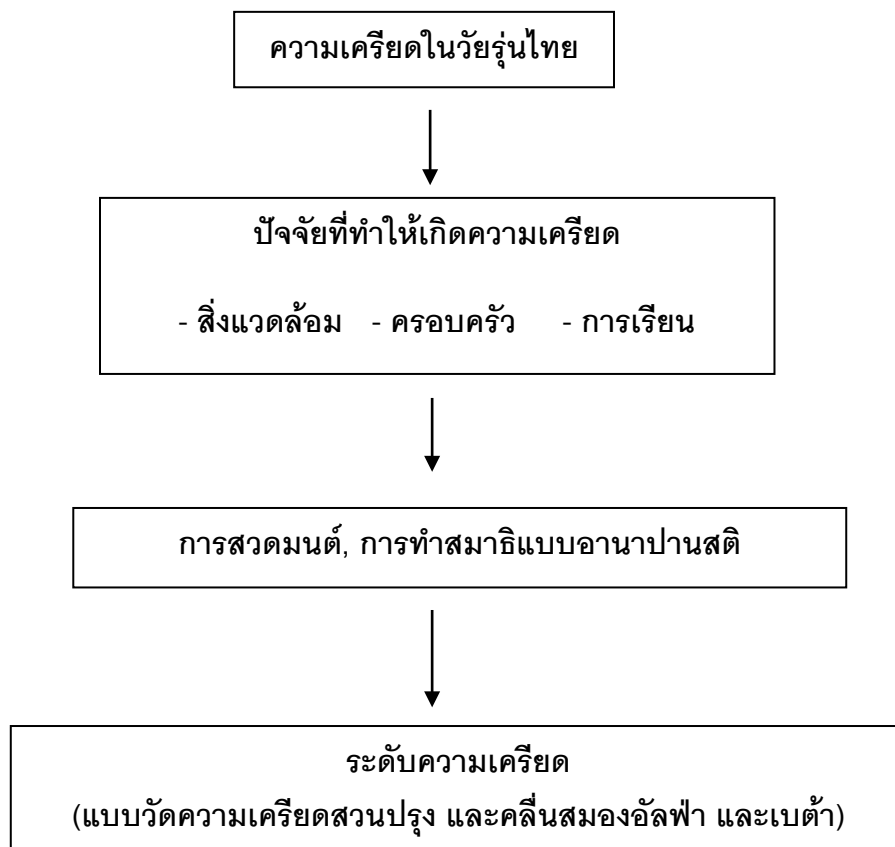 ความเครียดในวัยรุ่นไทย
ปัจจัยที่ทำให้เกิดความเครียด
- สิ่งแวดล้อม - ครอบครัว - การเรียน
การสวดมนต์, การทำสมาธิแบบอานาปานสติ
ระดับความเครียด
(แบบวัดความเครียดสวนปรุง และคลื่นสมองอัลฟ่า และเบต้า)